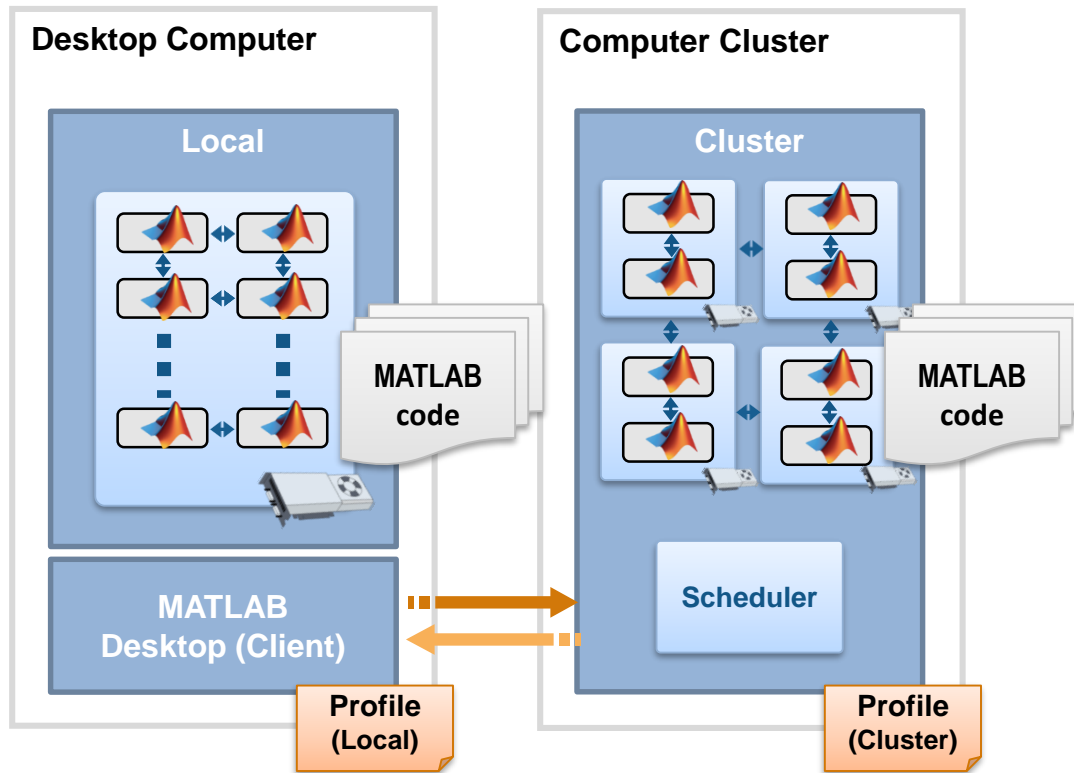 Desktop Computer
Local
MATLAB
code
MATLAB
Desktop (Client)
Profile
(Local)
Computer Cluster
Cluster
MATLAB
code
Scheduler
Profile
(Cluster)